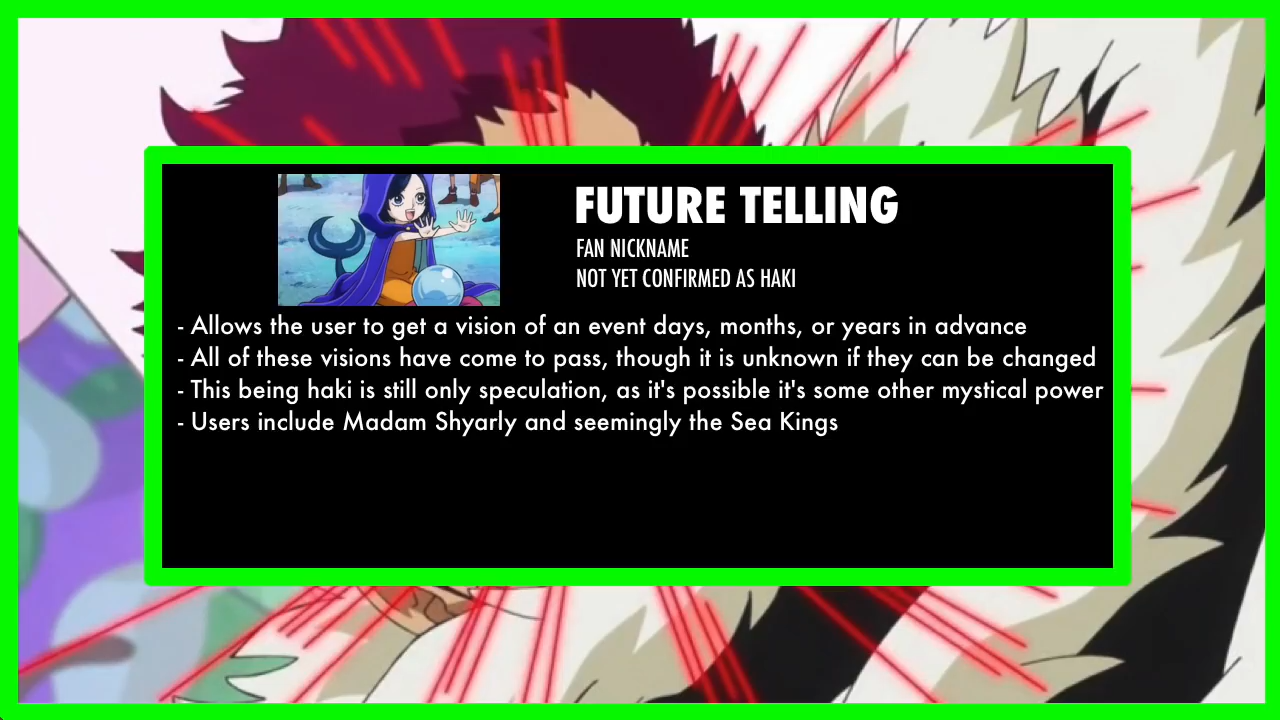 FUTURE TELLING
FAN NICKNAME
NOT YET CONFIRMED AS HAKI
- Allows the user to get a vision of an event days, months, or years in advance
- All of these visions have come to pass, though it is unknown if they can be changed
- This being haki is still only speculation, as it's possible it's some other mystical power
- Users include Madam Shyarly and seemingly the Sea Kings